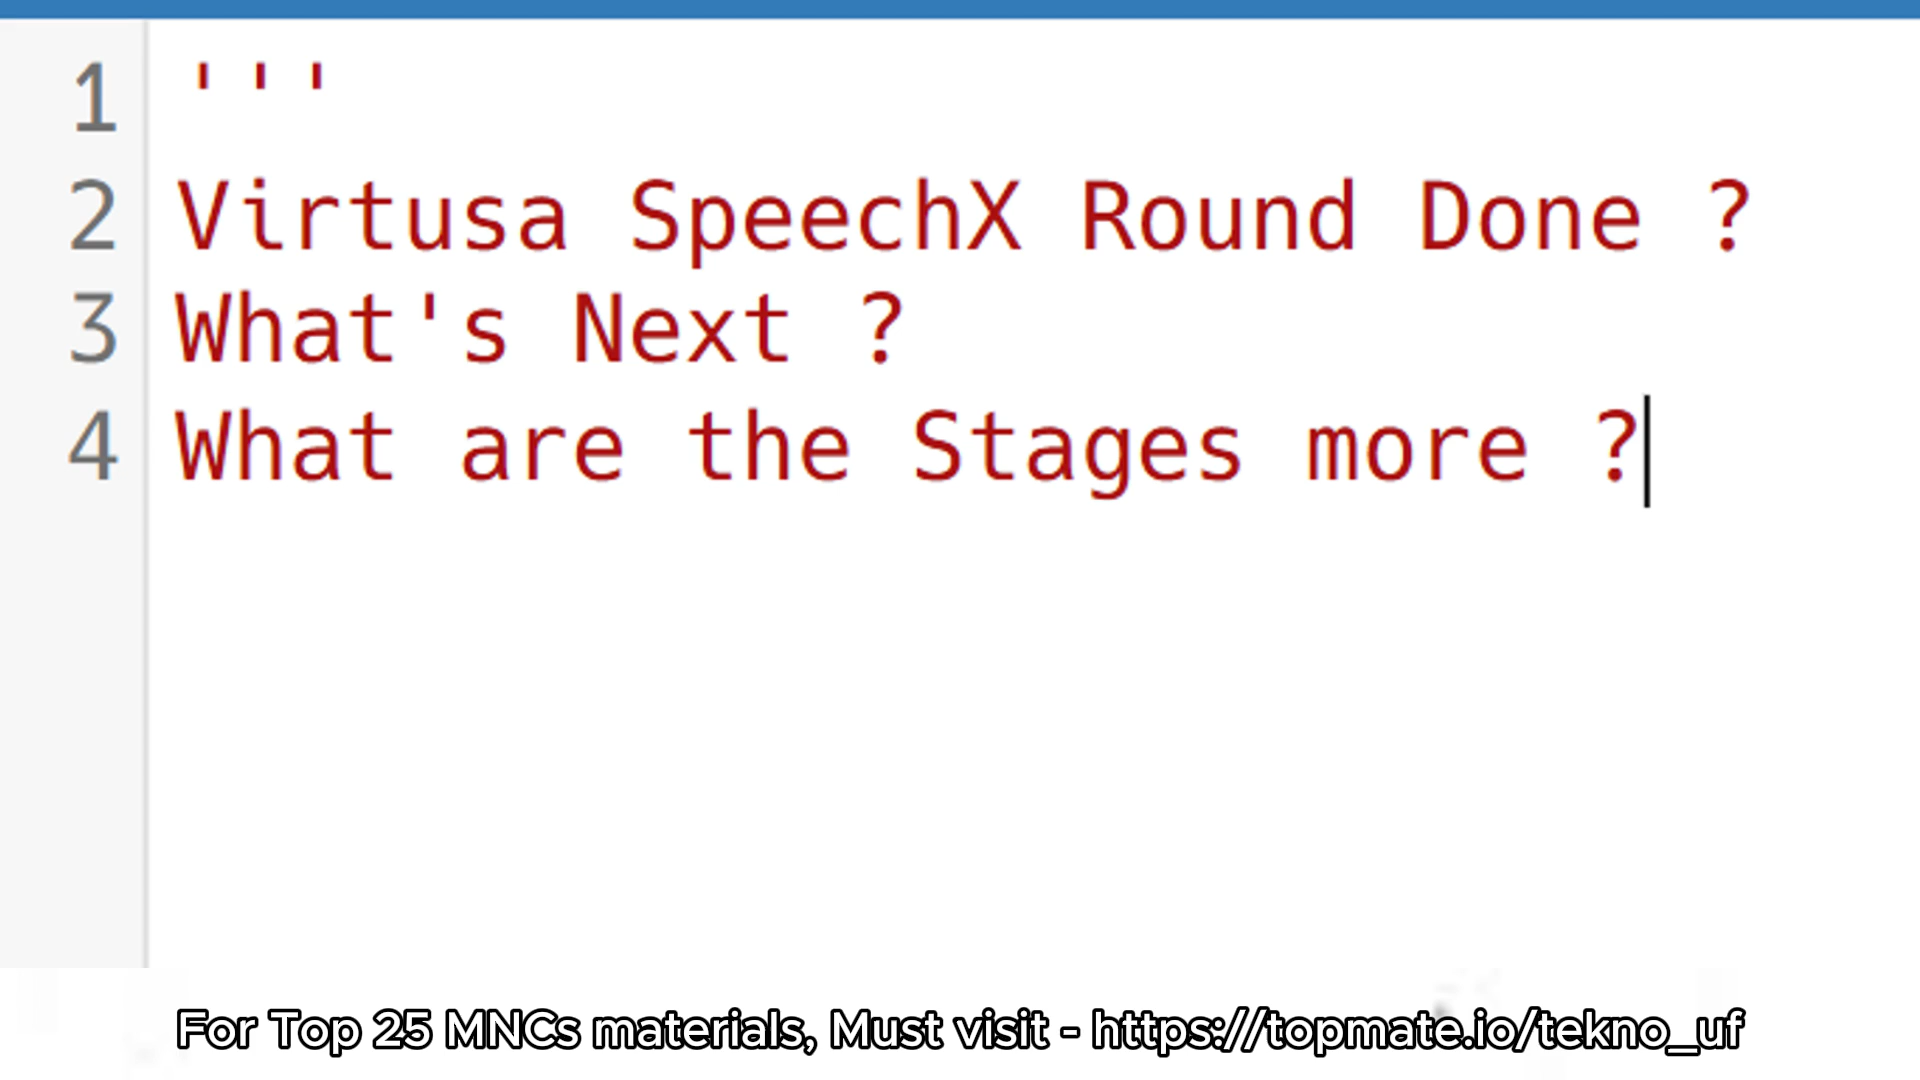 1 '''
2 Virtusa SpeechX Round Done ?
3 What's Next ?
4 What are the Stages more ?
For Top 25 MNCs materials, Must visit - https://topmate.io/tekno_uf